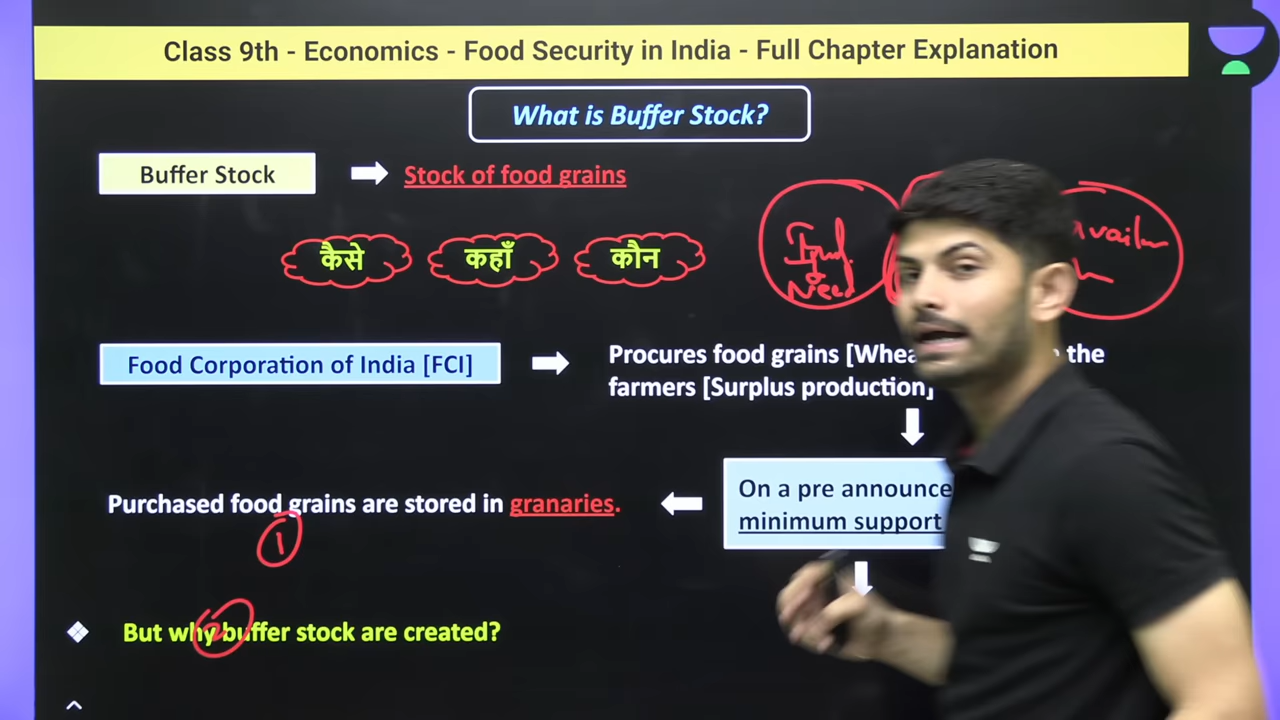 Class 9th - Economics - Food Security in India - Full Chapter Explanation
What is Buffer Stock?
Buffer Stock
Stock of food grains
कैसे
कहाँ
कौन
Need
Food Corporation of India [FCI]
Procures food grains the
farmers [Surplus production]
On a pre
minimum support
Purchased food grains are stored in granaries.
1
2
But why buffer stock are created?